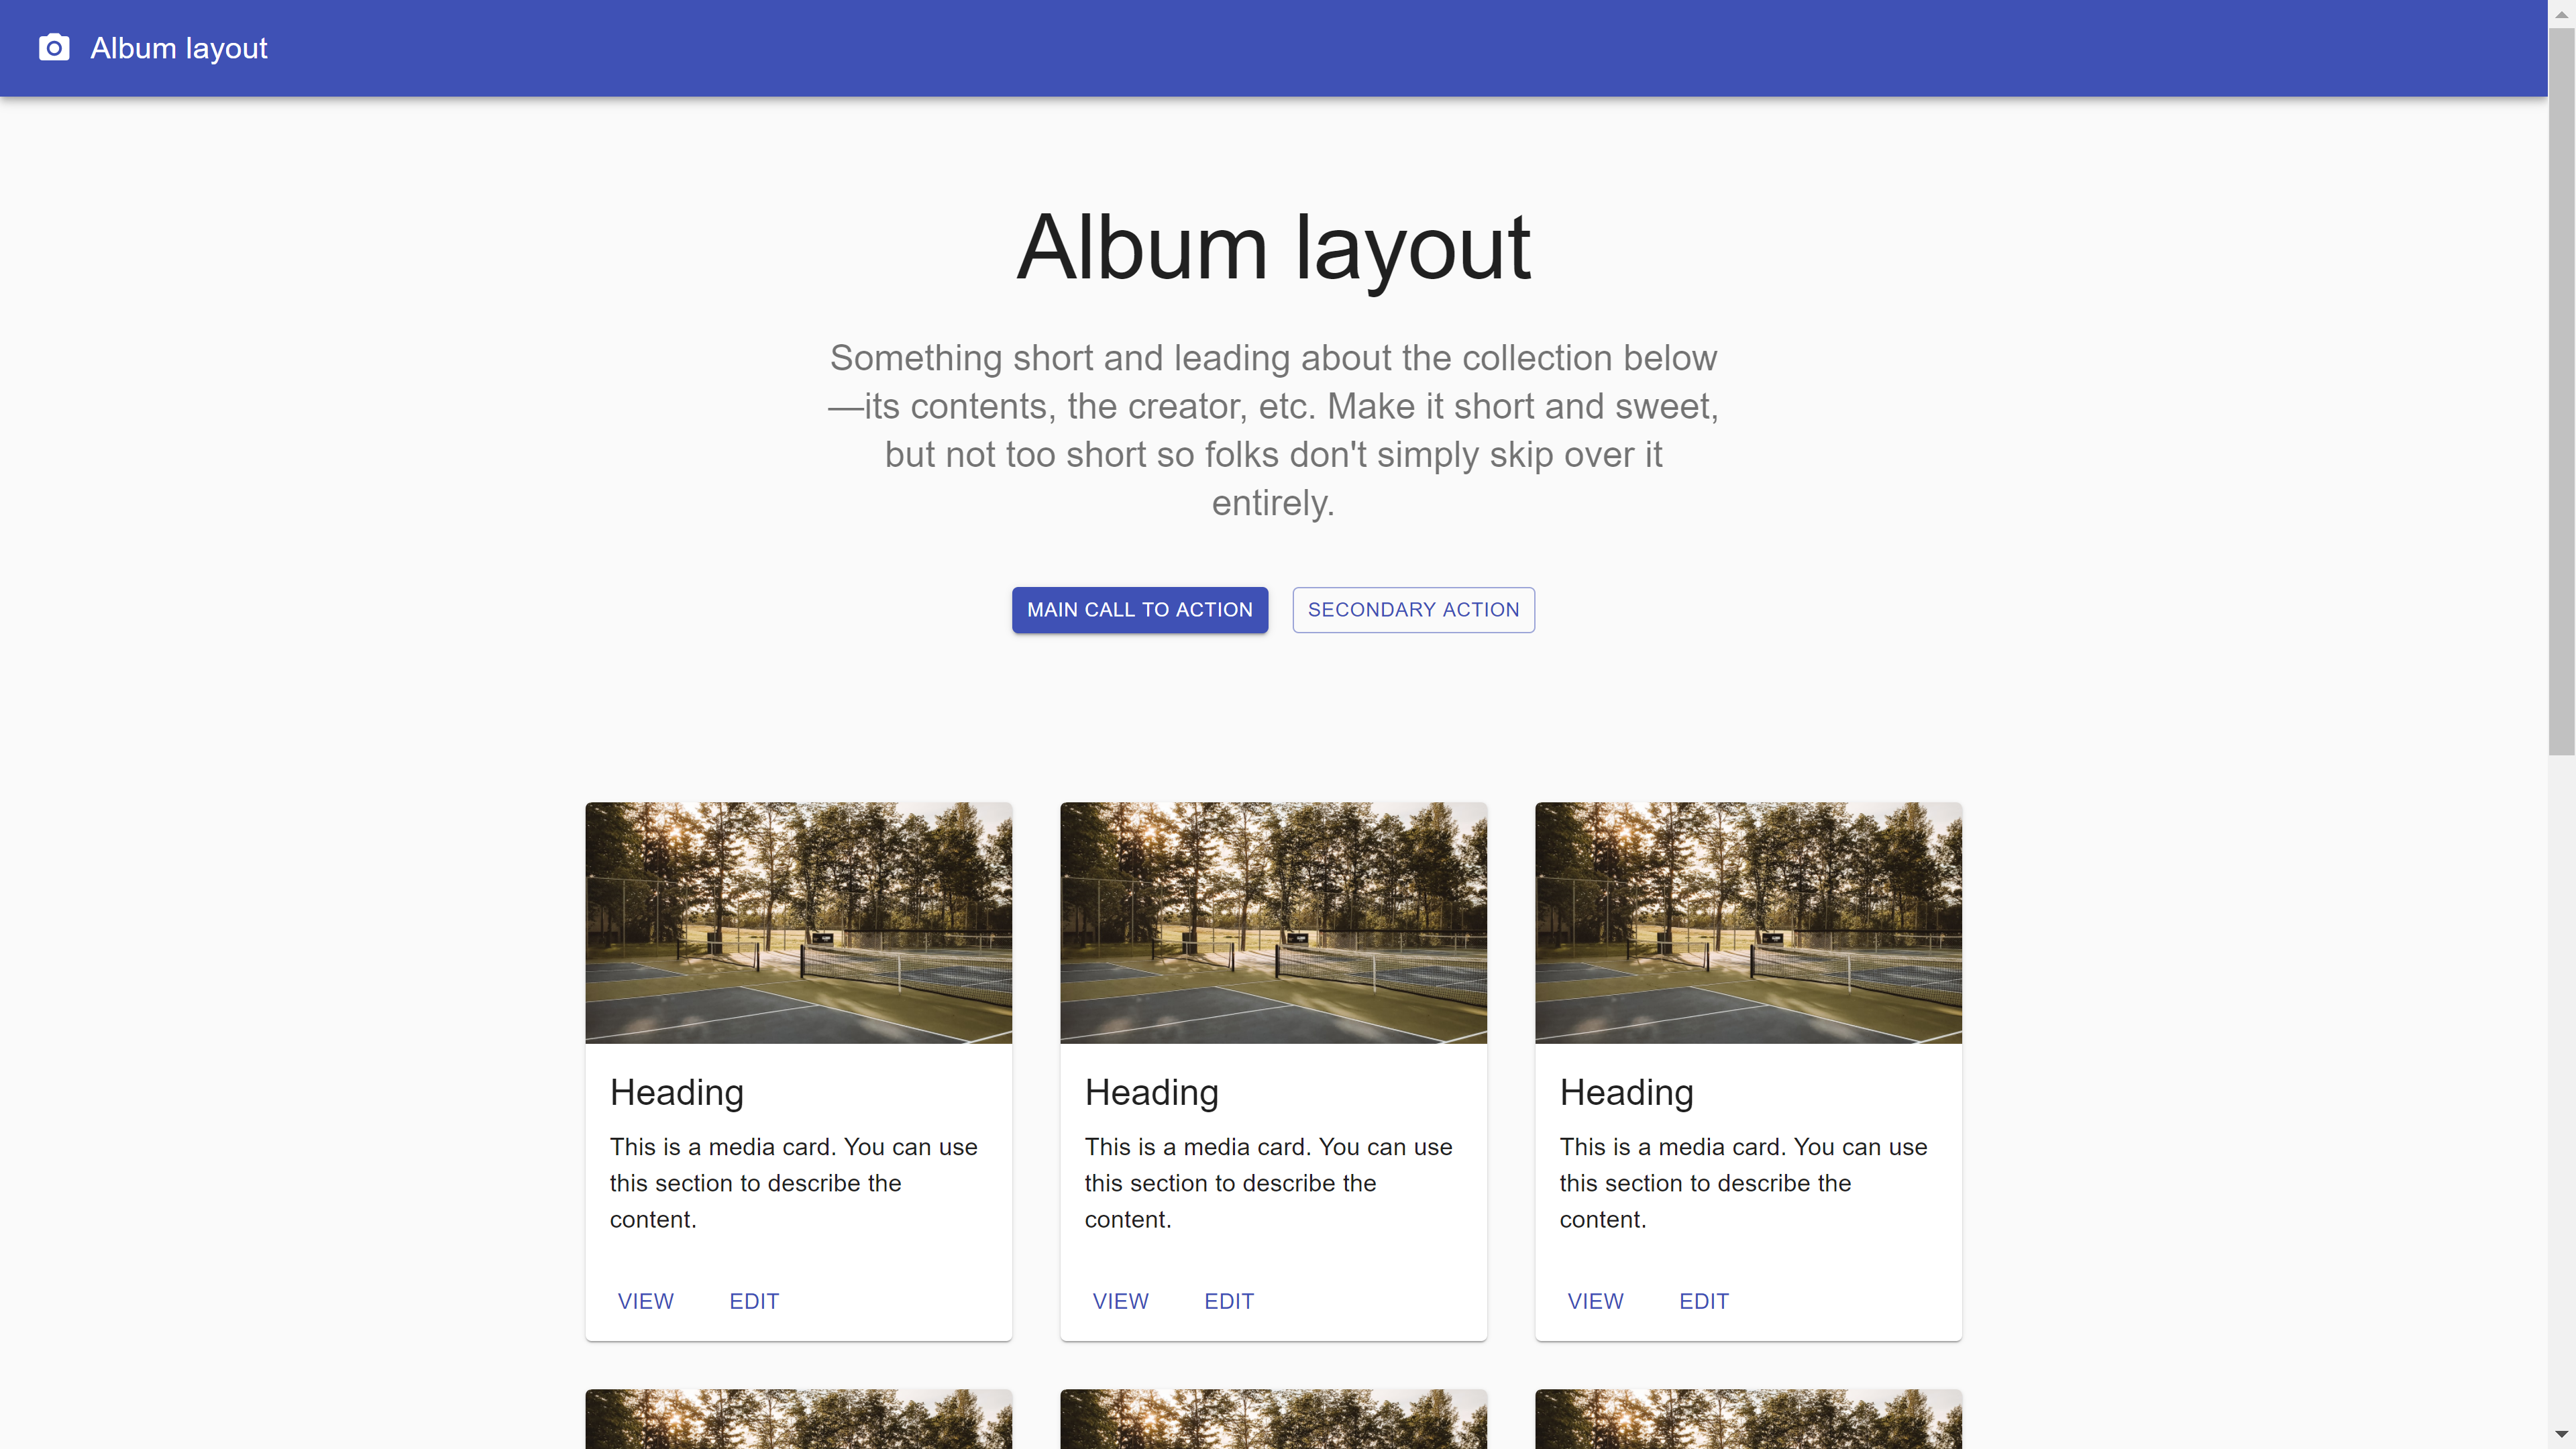 Album layout
Album layout
Something short and leading about the collection below
—its contents, the creator, etc. Make it short and sweet,
but not too short so folks don't simply skip over it
entirely.
MAIN CALL TO ACTION
SECONDARY ACTION
Heading
This is a media card. You can use
this section to describe the
content.
VIEW
EDIT
Heading
This is a media card. You can use
this section to describe the
content.
VIEW
EDIT
Heading
This is a media card. You can use
this section to describe the
content.
VIEW
EDIT